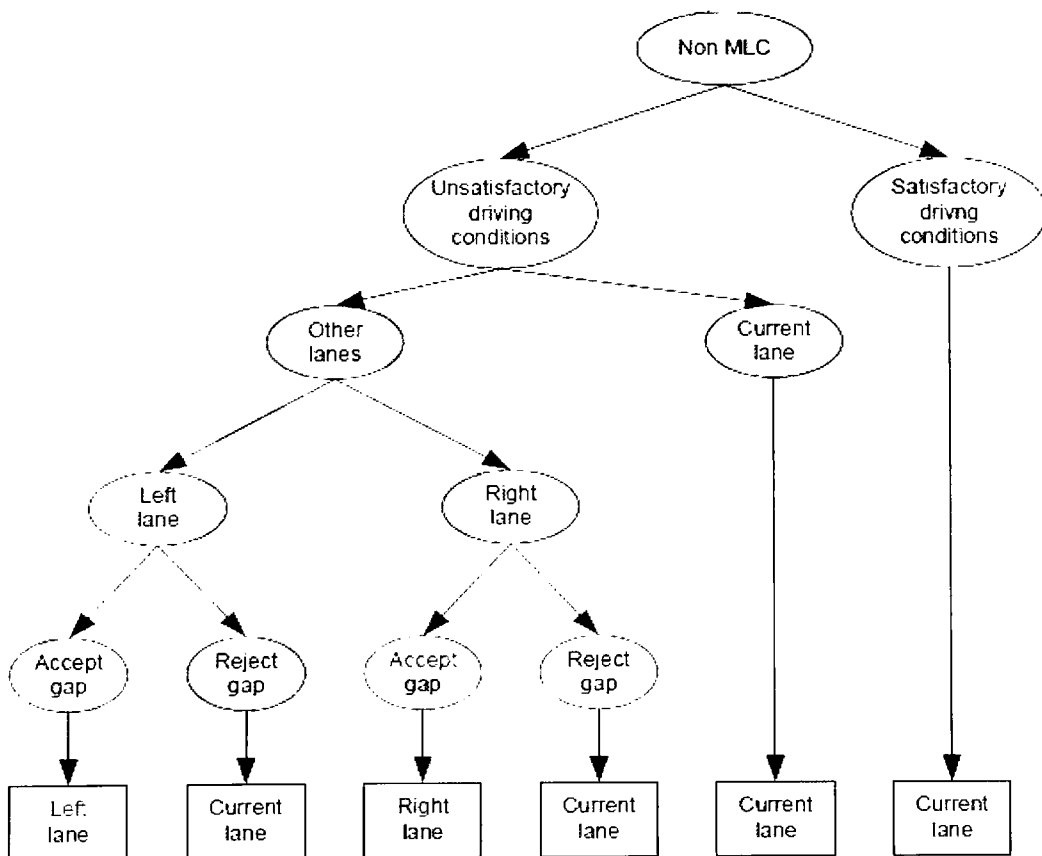 Non MLC
Unsatisfactory
driving
conditions
Satisfactory
drivng
conditions
Other
lanes
Current
lane
Left
lane
Right
lane
Accept
gap
Reject
gap
Accept
gap
Reject
gap
Left
lane
Current
lane
Right
lane
Current
lane
Current
lane
Current
lane